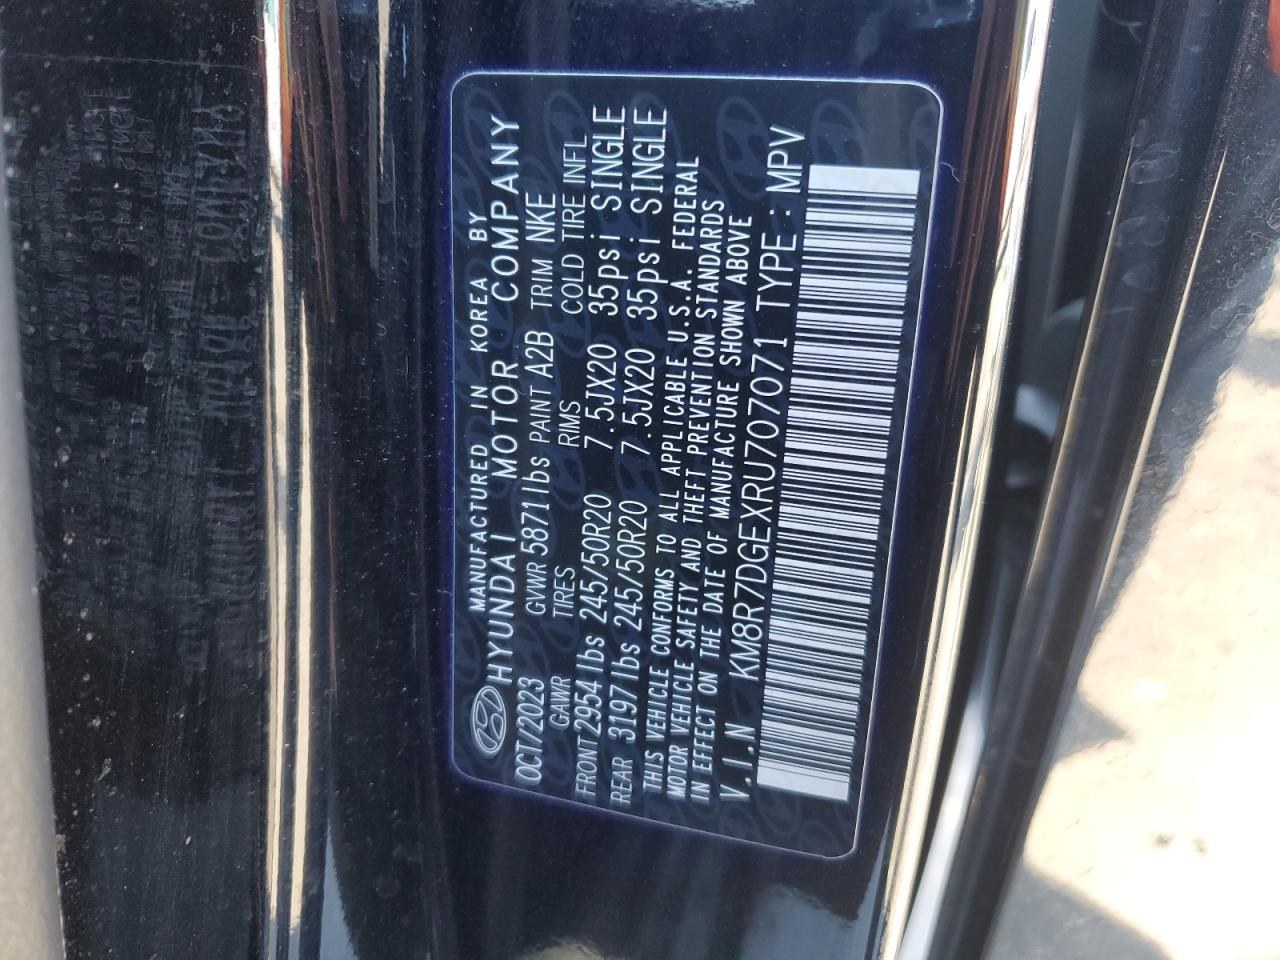 MANUFACTURED IN KOREA BY
HYUNDAI MOTOR COMPANY
OCT/2023 GVWR 5871lbs PAINT A2B TRIM NKE
GAWR TIRES RIMS COLD TIRE INFL
FRONT 2954lbs 245/50R20 7.5JX20 35psi SINGLE
REAR 3197lbs 245/50R20 7.5JX20 35psi SINGLE
THIS VEHICLE CONFORMS TO ALL APPLICABLE U.S.A. FEDERAL
MOTOR VEHICLE SAFETY AND THEFT PREVENTION STANDARDS
IN EFFECT ON THE DATE OF MANUFACTURE SHOWN ABOVE
V.I.N KM8R7DGEXRU707071 TYPE: MPV